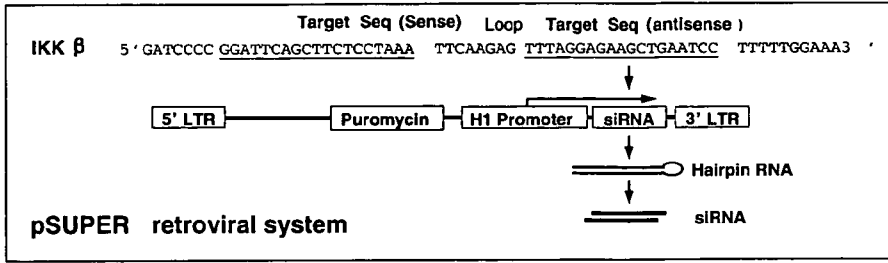 Target Seq (Sense) Loop Target Seq (antisense)
IKK β 5'GATCCCC GGATTCAGCTTCTCCTAAA TTCAAGAG TTTAGGAGAAGCTGAATCC TTTTTGGAAA3 '
5' LTR Puromycin H1 Promoter siRNA 3' LTR
Hairpin RNA
pSUPER retroviral system siRNA